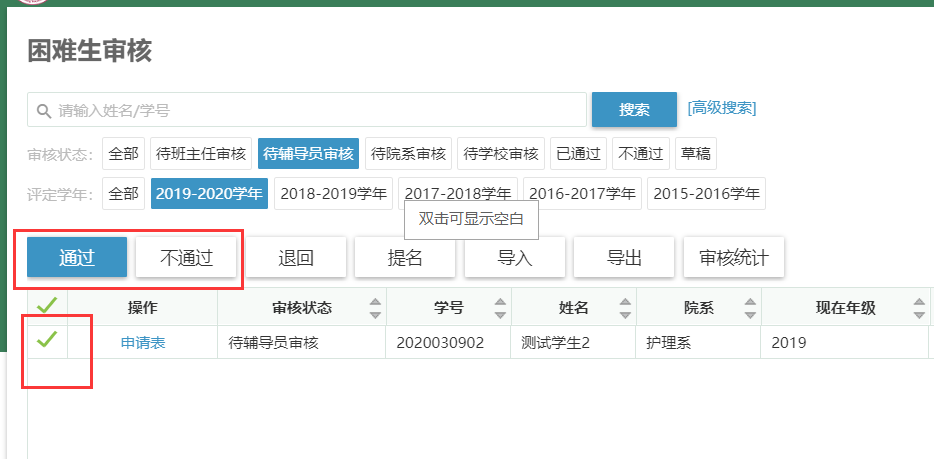 困难生审核
请输入姓名/学号 搜索 [高级搜索]
审核状态: 全部 待班主任审核 待辅导员审核 待院系审核 待学校审核 已通过 不通过 草稿
评定学年: 全部 2019-2020学年 2018-2019学年 2017-2018学年 2016-2017学年 2015-2016学年
双击可显示空白
通过 不通过 退回 提名 导入 导出 审核统计
操作 审核状态 学号 姓名 院系 现在年级
申请表 待辅导员审核 2020030902 测试学生2 护理系 2019